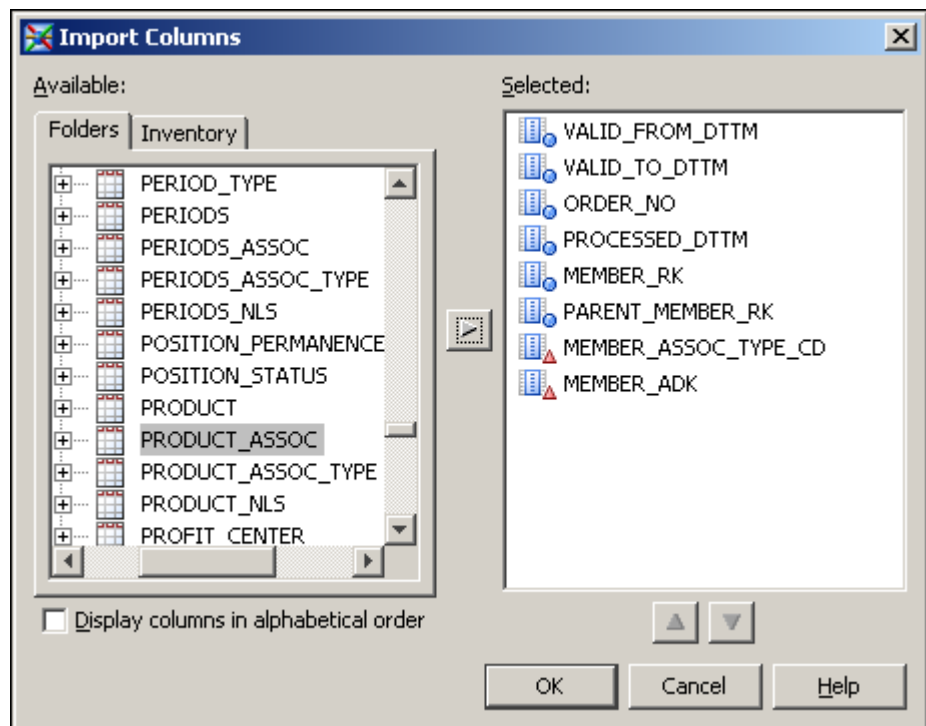 Import Columns
Available:
Folders
Inventory
PERIOD_TYPE
PERIODS
PERIODS_ASSOC
PERIODS_ASSOC_TYPE
PERIODS_NLS
POSITION_PERMANENCE
POSITION_STATUS
PRODUCT
PRODUCT_ASSOC
PRODUCT_ASSOC_TYPE
PRODUCT_NLS
PROFIT_CENTER
Display columns in alphabetical order
Selected:
VALID_FROM_DTTM
VALID_TO_DTTM
ORDER_NO
PROCESSED_DTTM
MEMBER_RK
PARENT_MEMBER_RK
MEMBER_ASSOC_TYPE_CD
MEMBER_ADK
OK
Cancel
Help